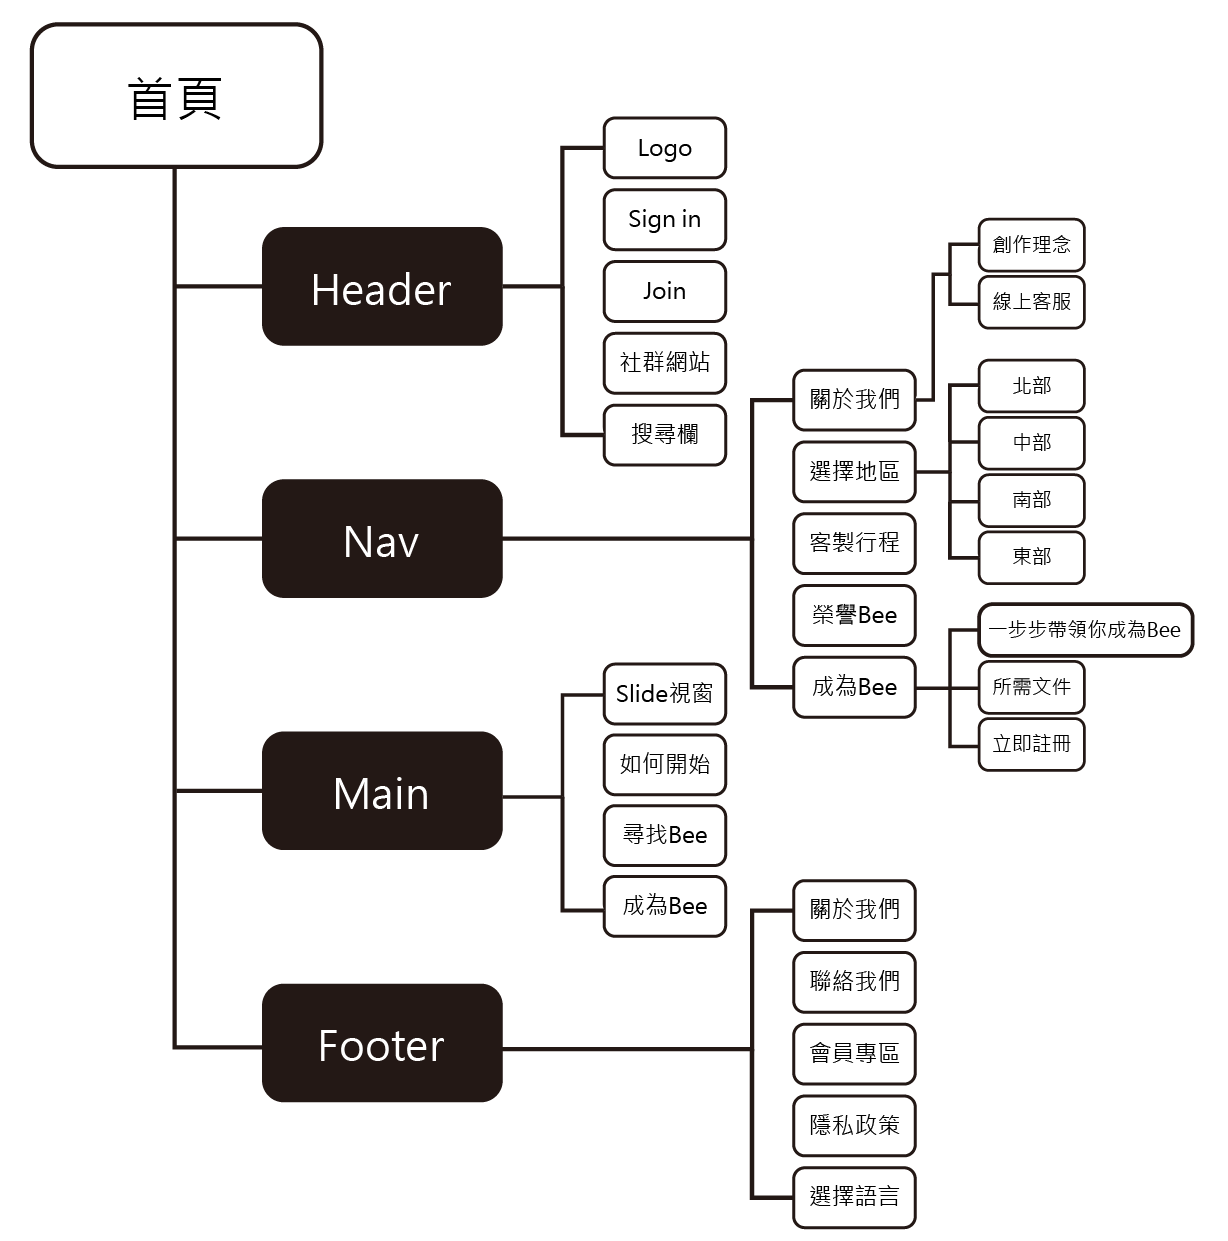 首頁
Header
Logo
Sign in
Join
社群網站
搜尋欄
Nav
關於我們
創作理念
線上客服
選擇地區
北部
中部
南部
東部
客製行程
榮譽Bee
成為Bee
一步步帶領你成為Bee
所需文件
立即註冊
Main
Slide視窗
如何開始
尋找Bee
成為Bee
Footer
關於我們
聯絡我們
會員專區
隱私政策
選擇語言